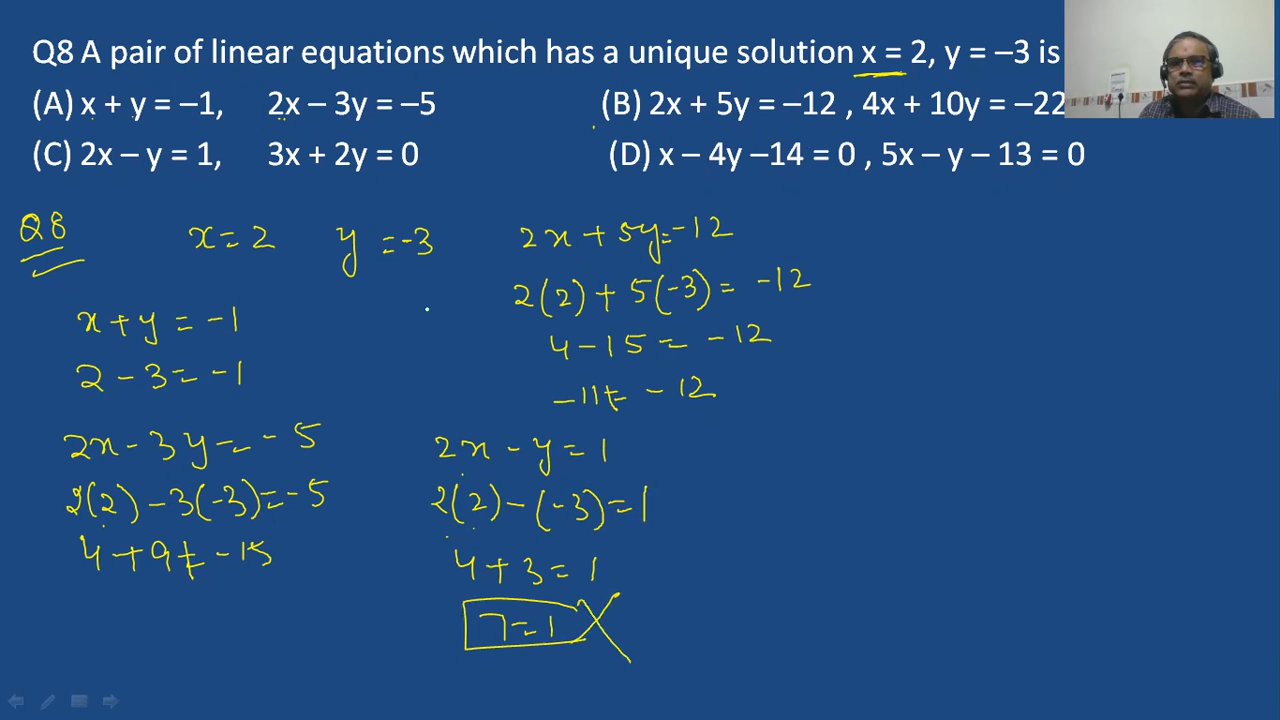 Q8 A pair of linear equations which has a unique solution x = 2, y = –3 is
(A) x + y = –1, 2x – 3y = –5
(B) 2x + 5y = –12 , 4x + 10y = –22
(C) 2x – y = 1, 3x + 2y = 0
(D) x – 4y –14 = 0 , 5x – y – 13 = 0
Q8
x = 2 y = -3
x + y = -1
2 - 3 = -1
2x - 3y = -5
2(2) - 3(-3) = -5
4 + 9 ≠ -15
2x + 5y = -12
2(2) + 5(-3) = -12
4 - 15 = -12
-11 ≠ -12
2x - y = 1
2(2) - (-3) = 1
4 + 3 = 1
7 = 1